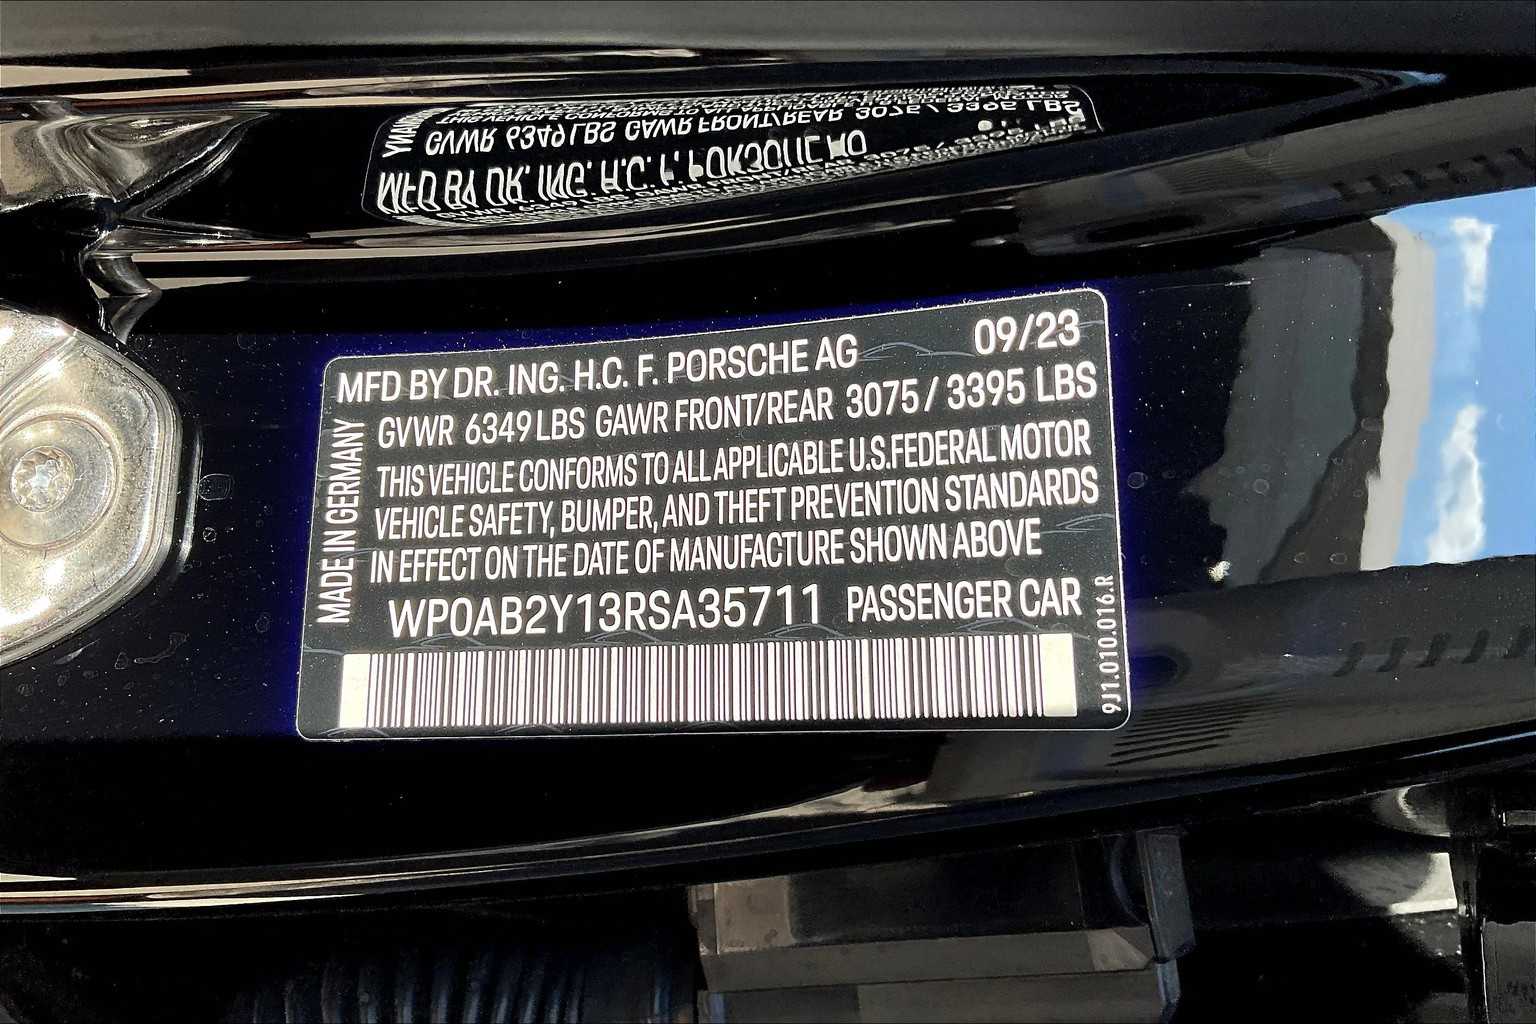 MFD BY DR. ING. H.C. F. PORSCHE AG 09/23
GVWR 6349 LBS GAWR FRONT/REAR 3075 / 3395 LBS
THIS VEHICLE CONFORMS TO ALL APPLICABLE U.S.FEDERAL MOTOR
VEHICLE SAFETY, BUMPER, AND THEFT PREVENTION STANDARDS
IN EFFECT ON THE DATE OF MANUFACTURE SHOWN ABOVE
WP0AB2Y13RSA35711 PASSENGER CAR
MADE IN GERMANY
9J1.010.016.R